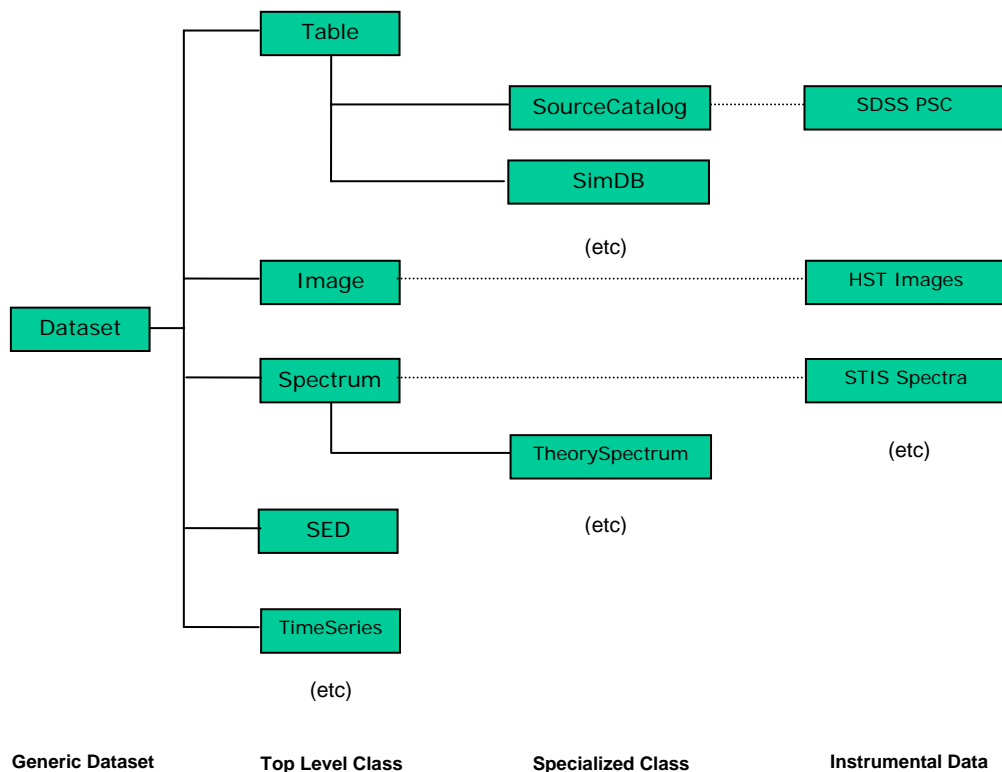 Table
SourceCatalog
SDSS PSC
SimDB
(etc)
Image
HST Images
Dataset
Spectrum
STIS Spectra
TheorySpectrum
(etc)
(etc)
SED
TimeSeries
(etc)
Generic Dataset
Top Level Class
Specialized Class
Instrumental Data